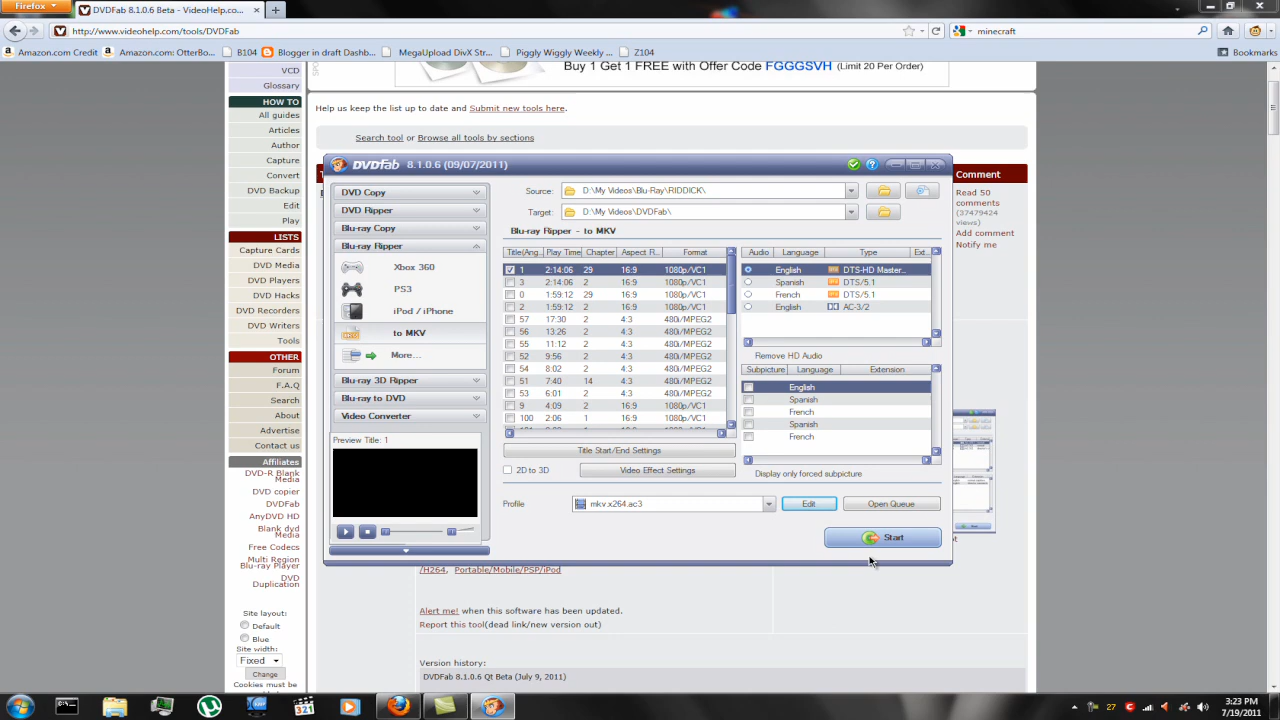 Firefox
DVDFab 8.1.0.6 Beta - VideoHelp.co...
http://www.videohelp.com/tools/DVDFab
minecraft
Amazon.com Credit
Amazon.com: OtterBo...
B104
Blogger in draft Dashb...
MegaUpload DivX Str...
Piggly Wiggly Weekly ...
Z104
Bookmarks
VCD
Glossary
HOW TO
All guides
Articles
Author
Capture
Convert
DVD Backup
Edit
Play
LISTS
Capture Cards
DVD Media
DVD Players
DVD Hacks
DVD Recorders
DVD Writers
Tools
OTHER
Forum
F.A.Q
Search
About
Advertise
Contact us
Affiliates
DVD-R Blank
Media
DVD copier
DVDFab
AnyDVD HD
Blank dvd
Media
Free Codecs
Multi Region
Blu-ray Player
DVD
Duplication
Site layout:
Default
Blue
Site width:
Fixed
Change
Cookies must be
Buy 1 Get 1 FREE with Offer Code FGGGSVH (Limit 20 Per Order)
Help us keep the list up to date and Submit new tools here.
Search tool or Browse all tools by sections
Comment
Read 50
comments
(37479424
views)
Add comment
Notify me
DVDFab 8.1.0.6 (09/07/2011)
DVD Copy
DVD Ripper
Blu-ray Copy
Blu-ray Ripper
Xbox 360
PS3
iPod / iPhone
to MKV
More...
Blu-ray 3D Ripper
Blu-ray to DVD
Video Converter
Preview Title: 1
Source: D:\My Videos\Blu-Ray\RIDDICK\
Target: D:\My Videos\DVDFab\
Blu-ray Ripper - to MKV
Title(Ang.. Play Time Chapter Aspect R... Format
1 2:14:06 29 16:9 1080p/VC1
3 2:14:06 2 16:9 1080p/VC1
0 1:59:12 29 16:9 1080p/VC1
2 1:59:12 2 16:9 1080p/VC1
57 17:30 2 4:3 480i/MPEG2
56 13:26 2 4:3 480i/MPEG2
55 11:12 2 4:3 480i/MPEG2
52 9:56 2 4:3 480i/MPEG2
54 8:02 2 4:3 480i/MPEG2
51 7:40 14 4:3 480i/MPEG2
53 6:01 2 4:3 480i/MPEG2
9 4:09 2 16:9 1080p/VC1
100 2:06 1 16:9 1080p/VC1
Audio Language Type Ext...
English DTS-HD Master...
Spanish DTS/5.1
French DTS/5.1
English AC-3/2
Remove HD Audio
Subpicture Language Extension
English
Spanish
French
Spanish
French
Title Start/End Settings
2D to 3D
Video Effect Settings
Display only forced subpicture
Profile mkv.x264.ac3
Edit
Open Queue
Start
/H264, Portable/Mobile/PSP/iPod
Alert me! when this software has been updated.
Report this tool(dead link/new version out)
Version history:
DVDFab 8.1.0.6 Qt Beta (July 9, 2011)
27
3:23 PM
7/19/2011